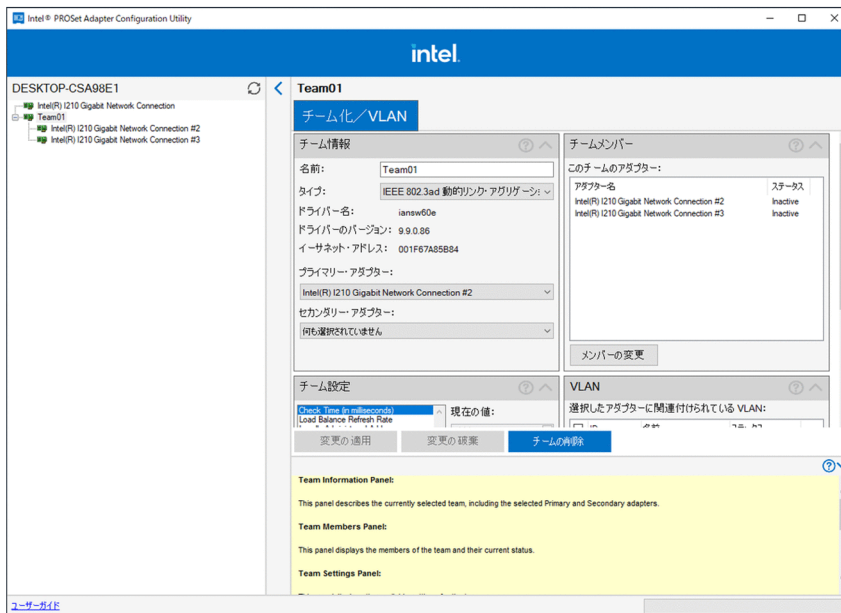 Intel® PROSet Adapter Configuration Utility
intel.
DESKTOP-CSA98E1
Intel(R) I210 Gigabit Network Connection
Team01
Intel(R) I210 Gigabit Network Connection #2
Intel(R) I210 Gigabit Network Connection #3
Team01
チーム化／VLAN
チーム情報
名前:
Team01
タイプ:
IEEE 802.3ad 動的リンク・アグリゲーショ
ドライバー名:
iansw60e
ドライバーのバージョン:
9.9.0.86
イーサネット・アドレス:
001F67A85B84
プライマリー・アダプター:
Intel(R) I210 Gigabit Network Connection #2
セカンダリー・アダプター:
何も選択されていません
チームメンバー
このチームのアダプター:
アダプター名 ステータス
Intel(R) I210 Gigabit Network Connection #2 Inactive
Intel(R) I210 Gigabit Network Connection #3 Inactive
メンバーの変更
チーム設定
Check Time (in milliseconds)
Load Balance Refresh Rate
現在の値:
VLAN
選択したアダプターに関連付けられている VLAN:
ID 名前 ステータス
変更の適用
変更の破棄
チームの削除
Team Information Panel:
This panel describes the currently selected team, including the selected Primary and Secondary adapters.
Team Members Panel:
This panel displays the members of the team and their current status.
Team Settings Panel:
ユーザーガイド